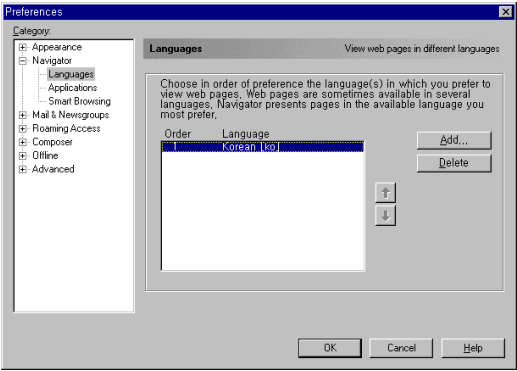 Preferences
Category:
Appearance
Navigator
Languages
Applications
Smart Browsing
Mail & Newsgroups
Roaming Access
Composer
Offline
Advanced
Languages View web pages in different languages
Choose in order of preference the language(s) in which you prefer to
view web pages, Web pages are sometimes available in several
languages, Navigator presents pages in the available language you
most prefer,
Order Language
1 Korean [ko]
Add...
Delete
OK Cancel Help